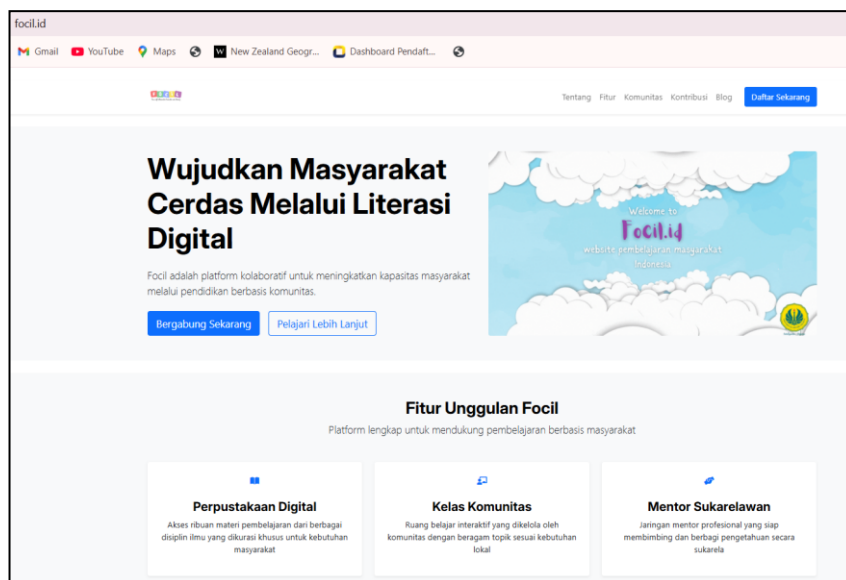 focil.id
Gmail YouTube Maps New Zealand Geogr... Dashboard Pendaft...
FOCIL
Tentang Fitur Komunitas Kontribusi Blog Daftar Sekarang
Wujudkan Masyarakat
Cerdas Melalui Literasi
Digital
Focil adalah platform kolaboratif untuk meningkatkan kapasitas masyarakat
melalui pendidikan berbasis komunitas.
Bergabung Sekarang Pelajari Lebih Lanjut
Welcome to
Focil.id
website pembelajaran masyarakat
Indonesia
Fitur Unggulan Focil
Platform lengkap untuk mendukung pembelajaran berbasis masyarakat
Perpustakaan Digital
Akses ribuan materi pembelajaran dari berbagai
disiplin ilmu yang dikurasi khusus untuk kebutuhan
masyarakat
Kelas Komunitas
Ruang belajar interaktif yang dikelola oleh
komunitas dengan beragam topik sesuai kebutuhan
lokal
Mentor Sukarelawan
Jaringan mentor profesional yang siap
membimbing dan berbagi pengetahuan secara
sukarela